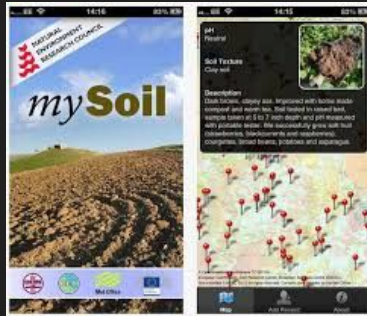 EE
14:16
83%
NATURAL
ENVIRONMENT
RESEARCH COUNCIL
mySoil
Met Office
EE
14:15
83%
pH
Neutral
Soil Texture
Clay soil
Description
Dark brown, clayey soil. Improved with home made
compost and worm tea. Soil tested in raised bed,
sample taken at 5 to 7 inch depth and pH measured
with portable tester. We successfully grow soft fruit
(strawberries, blackcurrants and raspberries),
courgettes, broad beans, potatoes and asparagus.
Map
Add Record
About